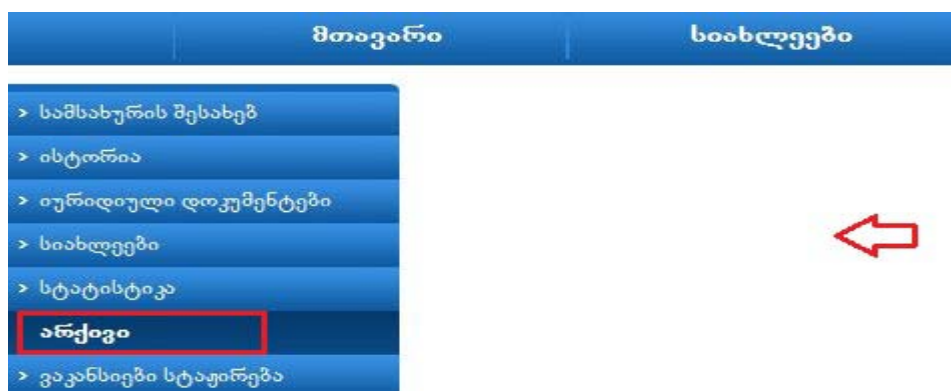 მთავარი სიახლეები
> სამსახურის შესახებ
> ისტორია
> იურიდიული დოკუმენტები
> სიახლეები
> სტატისტიკა
არქივი
> ვაკანსიები სტაჟირება